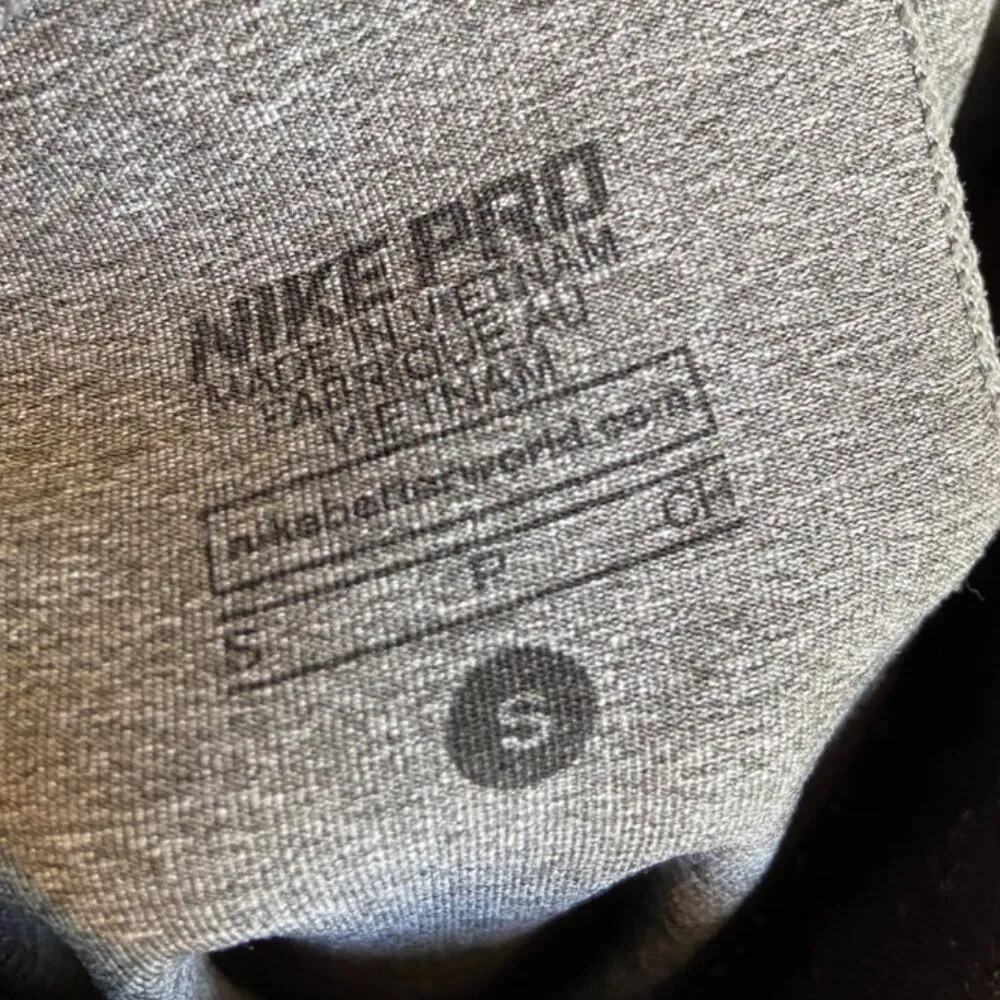 NIKE PRO
MADE IN VIETNAM
FABRIQUE AU
VIETNAM
nikebetterworld.com
S P CH
S